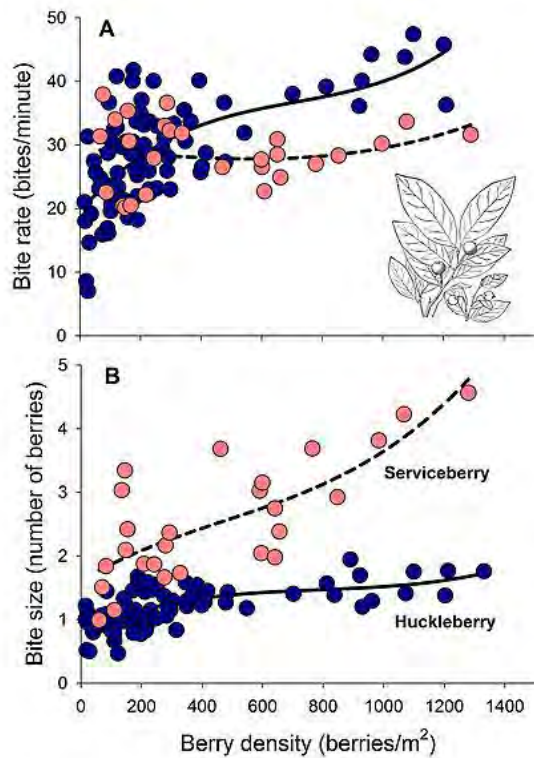 50
A
40
30
20
10
0
Bite rate (bites/minute)
5
B
4
3
2
1
0
Bite size (number of berries)
Serviceberry
Huckleberry
0 200 400 600 800 1000 1200 1400
Berry density (berries/m²)